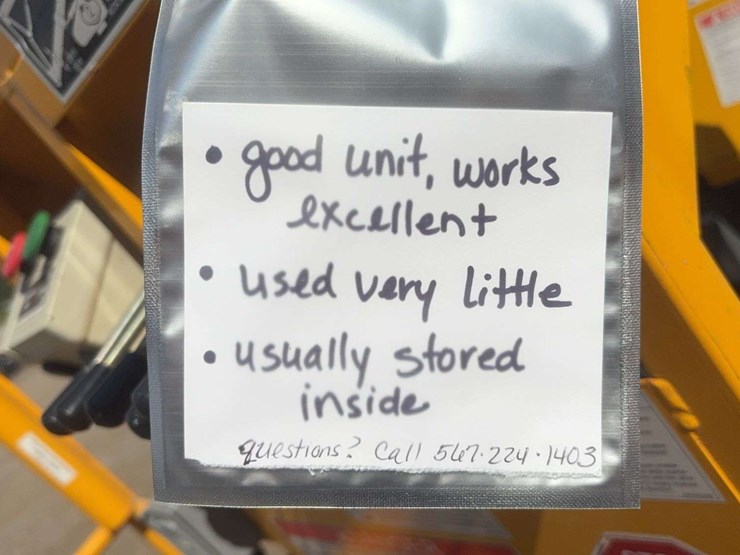 • good unit, works
excellent
• used very little
• usually stored
inside
questions? Call 567.224.1403